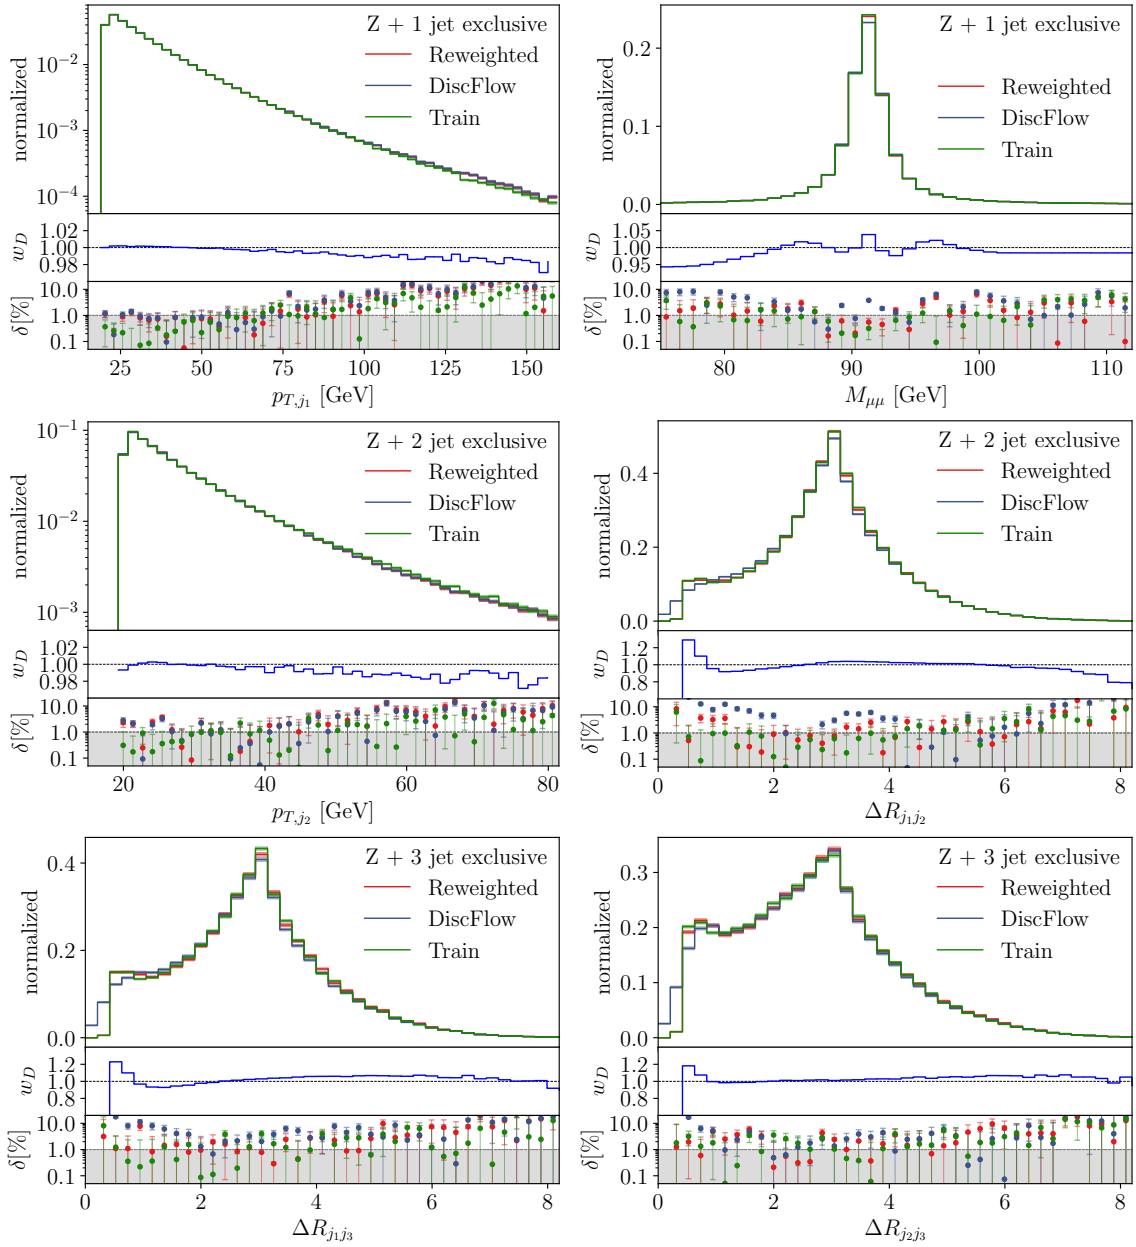 Z + 1 jet exclusive
Reweighted
DiscFlow
Train
normalized
10⁻²
10⁻³
10⁻⁴
w_D
1.02
1.00
0.98
δ[%]
10.0
1.0
0.1
25 50 75 100 125 150
p_{T,j₁} [GeV]
Z + 1 jet exclusive
Reweighted
DiscFlow
Train
normalized
0.2
0.1
0.0
w_D
1.05
1.00
0.95
δ[%]
10.0
1.0
0.1
80 90 100 110
M_{μμ} [GeV]
Z + 2 jet exclusive
Reweighted
DiscFlow
Train
normalized
10⁻¹
10⁻²
10⁻³
w_D
1.02
1.00
0.98
δ[%]
10.0
1.0
0.1
20 40 60 80
p_{T,j₂} [GeV]
Z + 2 jet exclusive
Reweighted
DiscFlow
Train
normalized
0.4
0.2
0.0
w_D
1.2
1.0
0.8
δ[%]
10.0
1.0
0.1
0 2 4 6 8
ΔR_{j₁j₂}
Z + 3 jet exclusive
Reweighted
DiscFlow
Train
normalized
0.4
0.2
0.0
w_D
1.2
1.0
0.8
δ[%]
10.0
1.0
0.1
0 2 4 6 8
ΔR_{j₁j₃}
Z + 3 jet exclusive
Reweighted
DiscFlow
Train
normalized
0.3
0.2
0.1
0.0
w_D
1.2
1.0
0.8
δ[%]
10.0
1.0
0.1
0 2 4 6 8
ΔR_{j₂j₃}